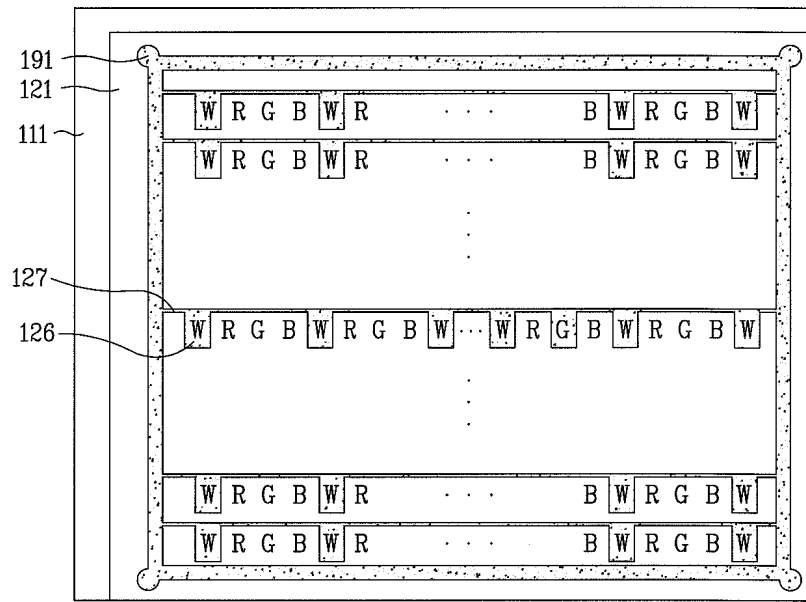 191
121
W R G B W R · · · B W R G B W
111
W R G B W R · · · B W R G B W
127
W R G B W R G B W · · · W R G B W R G B W
126
W R G B W R · · · B W R G B W
W R G B W R · · · B W R G B W